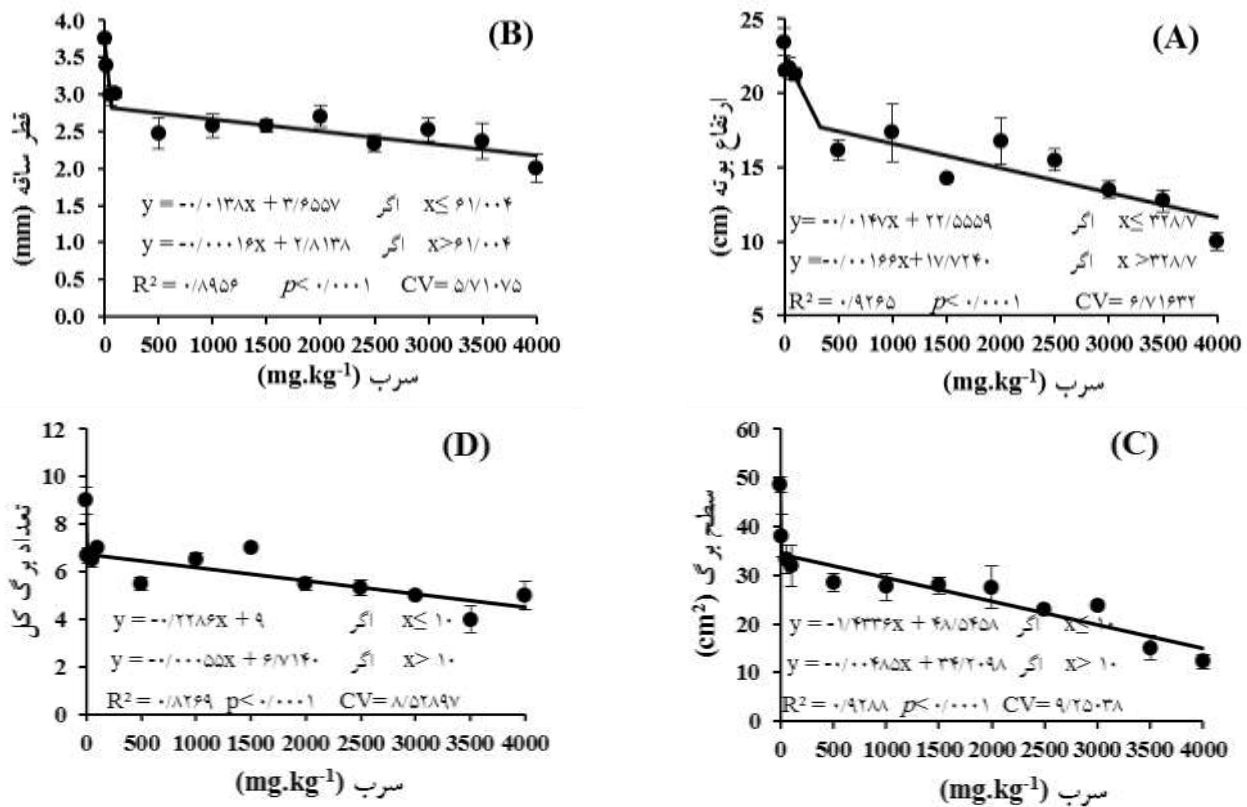 (A)
ارتفاع بوته (cm)
25
20
15
10
5
y= -۰/۰۱۴۷x + ۲۲/۵۵۵۹ اگر x≤ ۳۲۸/۷
y =-۰/۰۰۱۶۶x+۱۷/۷۲۴۰ اگر x >۳۲۸/۷
R² = ۰/۹۲۶۵ p< ۰/۰۰۰۱ CV= ۶/۷۱۶۳۲
0 500 1000 1500 2000 2500 3000 3500 4000
سرب (mg.kg⁻¹)
(B)
قطر ساقه (mm)
4.0
3.5
3.0
2.5
2.0
1.5
1.0
0.5
0.0
y = -۰/۰۱۳۸x + ۳/۶۵۵۷ اگر x≤ ۶۱/۰۰۴
y = -۰/۰۰۰۱۶x + ۲/۸۱۳۸ اگر x>۶۱/۰۰۴
R² = ۰/۸۹۵۶ p< ۰/۰۰۰۱ CV= ۵/۷۱۰۷۵
0 500 1000 1500 2000 2500 3000 3500 4000
سرب (mg.kg⁻¹)
(C)
سطح برگ (cm²)
60
50
40
30
20
10
0
y = -۱/۴۳۳۶x + ۴۸/۵۴۵۸ اگر x≤ ۱۰
y = -۰/۰۰۴۸۵x + ۳۴/۲۰۹۸ اگر x> ۱۰
R² = ۰/۹۲۸۸ p< ۰/۰۰۰۱ CV= ۹/۲۵۰۳۸
0 500 1000 1500 2000 2500 3000 3500 4000
سرب (mg.kg⁻¹)
(D)
تعداد برگ کل
12
10
8
6
4
2
0
y = -۰/۲۲۸۶x + ۹ اگر x≤ ۱۰
y = -۰/۰۰۰۵۵x + ۶/۷۱۴۰ اگر x> ۱۰
R² = ۰/۸۲۶۹ p< ۰/۰۰۰۱ CV= ۸/۵۲۸۹۷
0 500 1000 1500 2000 2500 3000 3500 4000
سرب (mg.kg⁻¹)